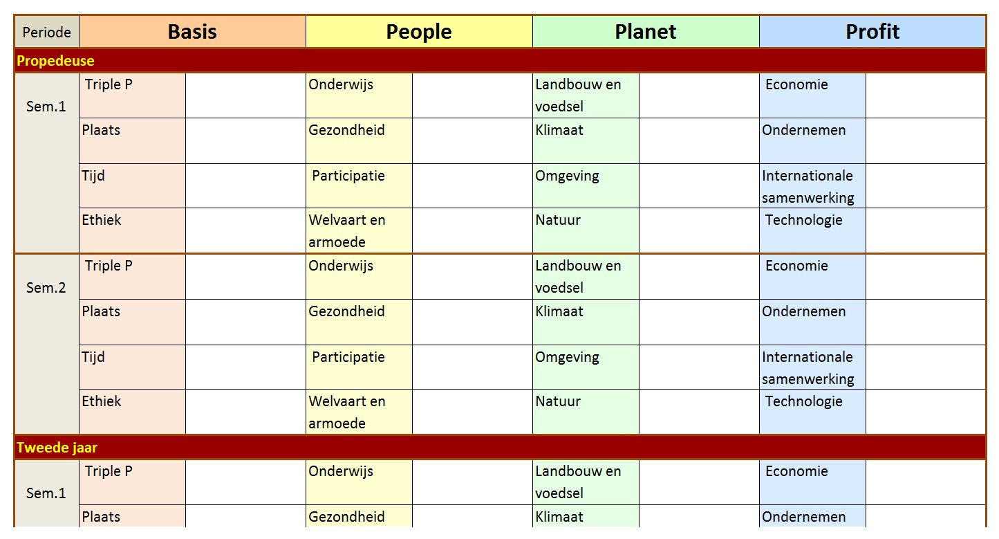 Periode Basis People Planet Profit
Propedeuse
Triple P Onderwijs Landbouw en Economie
Sem.1 voedsel
Plaats Gezondheid Klimaat Ondernemen
Tijd Participatie Omgeving Internationale
samenwerking
Ethiek Welvaart en Natuur Technologie
armoede
Triple P Onderwijs Landbouw en Economie
Sem.2 voedsel
Plaats Gezondheid Klimaat Ondernemen
Tijd Participatie Omgeving Internationale
samenwerking
Ethiek Welvaart en Natuur Technologie
armoede
Tweede jaar
Triple P Onderwijs Landbouw en Economie
Sem.1 voedsel
Plaats Gezondheid Klimaat Ondernemen